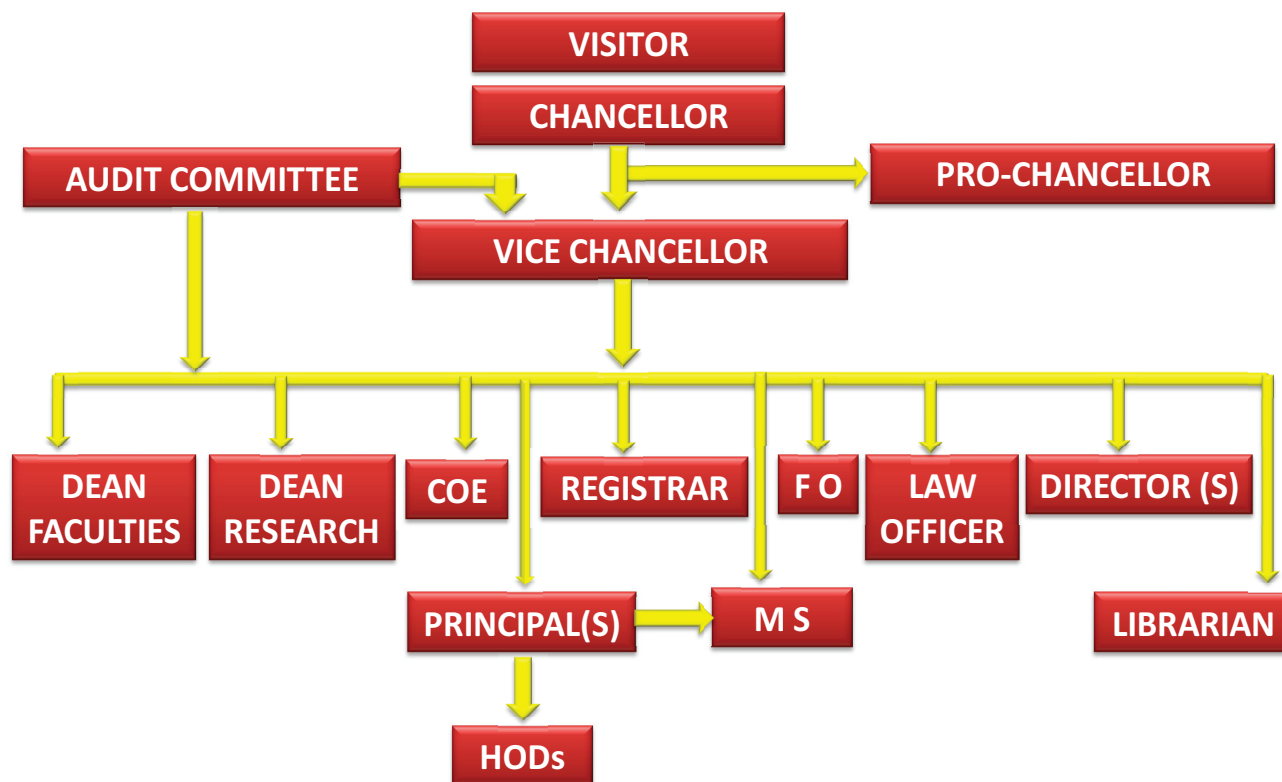 VISITOR
CHANCELLOR
AUDIT COMMITTEE
PRO-CHANCELLOR
VICE CHANCELLOR
DEAN
FACULTIES
DEAN
RESEARCH
COE
REGISTRAR
F O
LAW
OFFICER
DIRECTOR (S)
PRINCIPAL(S)
M S
LIBRARIAN
HODs